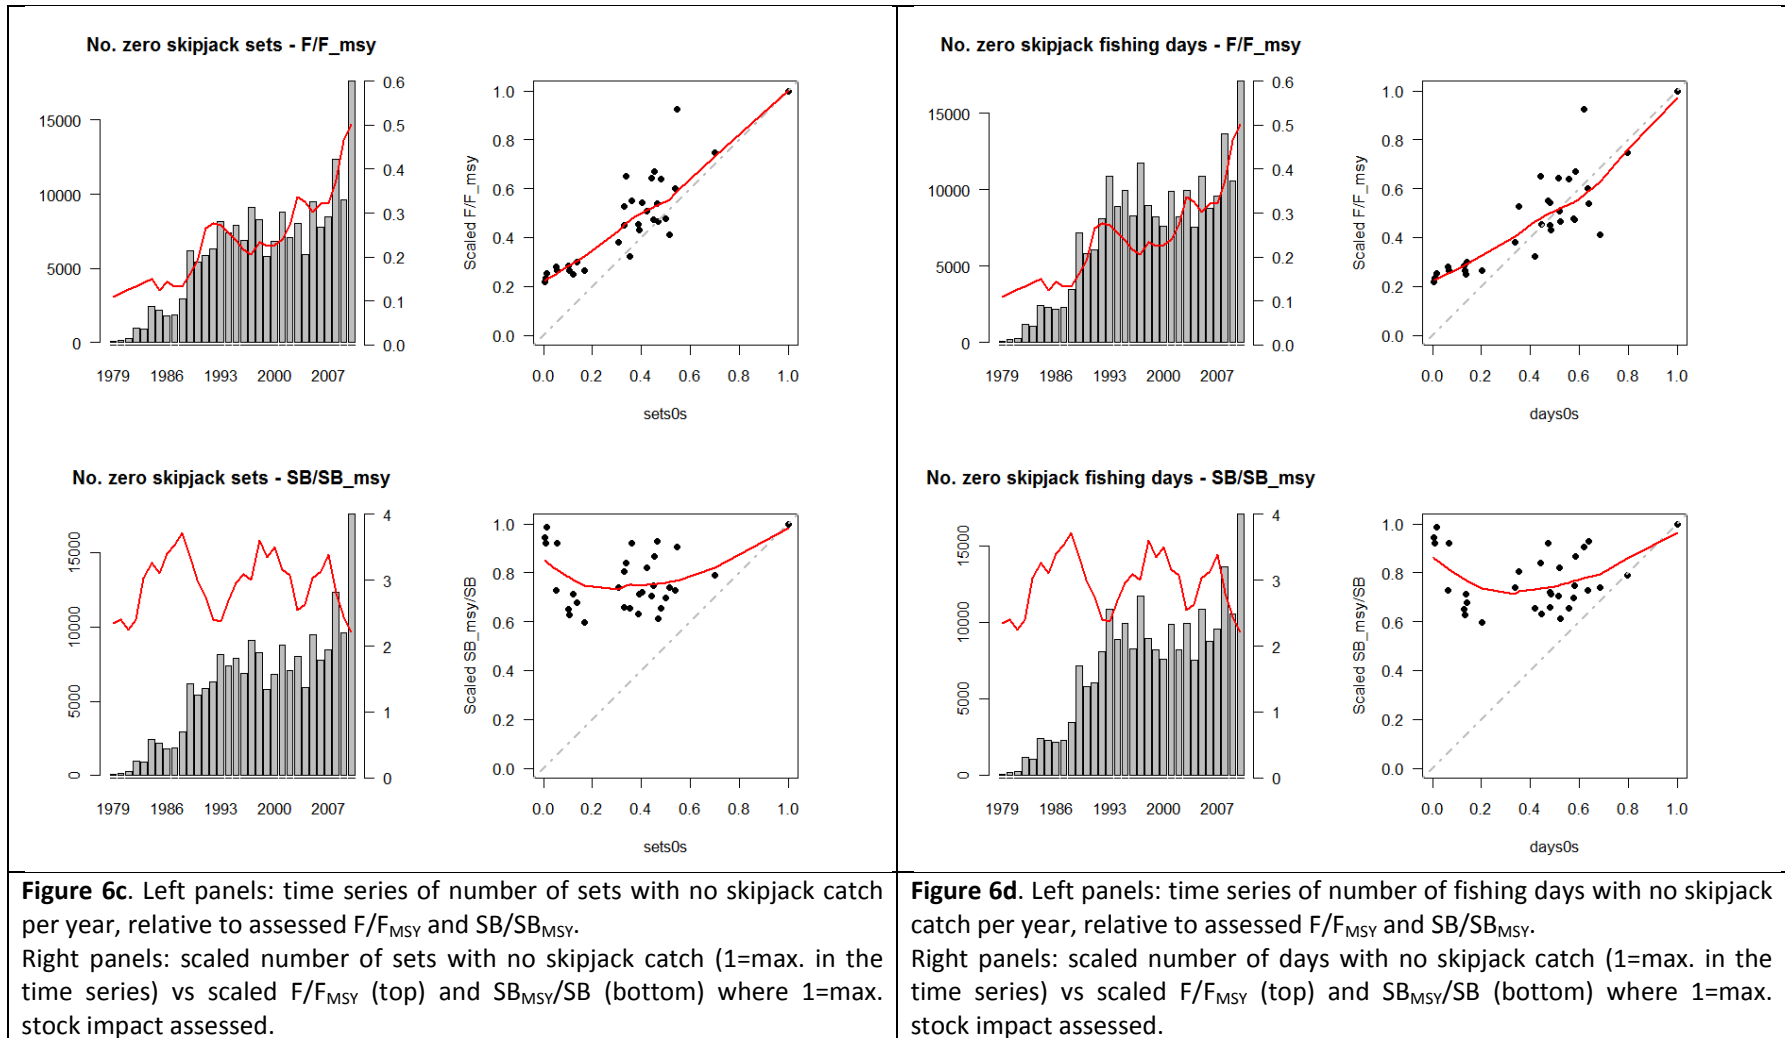 No. zero skipjack sets - F/F_msy
0
5000
10000
15000
0.0
0.1
0.2
0.3
0.4
0.5
0.6
1979 1986 1993 2000 2007
Scaled F/F_msy
0.0
0.2
0.4
0.6
0.8
1.0
0.0 0.2 0.4 0.6 0.8 1.0
sets0s
No. zero skipjack sets - SB/SB_msy
0
5000
10000
15000
0
1
2
3
4
1979 1986 1993 2000 2007
Scaled SB_msy/SB
0.0
0.2
0.4
0.6
0.8
1.0
0.0 0.2 0.4 0.6 0.8 1.0
sets0s
Figure 6c. Left panels: time series of number of sets with no skipjack catch
per year, relative to assessed F/FMSY and SB/SBMSY.
Right panels: scaled number of sets with no skipjack catch (1=max. in the
time series) vs scaled F/FMSY (top) and SBMSY/SB (bottom) where 1=max.
stock impact assessed.
No. zero skipjack fishing days - F/F_msy
0
5000
10000
15000
0.0
0.1
0.2
0.3
0.4
0.5
0.6
1979 1986 1993 2000 2007
Scaled F/F_msy
0.0
0.2
0.4
0.6
0.8
1.0
0.0 0.2 0.4 0.6 0.8 1.0
days0s
No. zero skipjack fishing days - SB/SB_msy
0
5000
10000
15000
0
1
2
3
4
1979 1986 1993 2000 2007
Scaled SB_msy/SB
0.0
0.2
0.4
0.6
0.8
1.0
0.0 0.2 0.4 0.6 0.8 1.0
days0s
Figure 6d. Left panels: time series of number of fishing days with no skipjack
catch per year, relative to assessed F/FMSY and SB/SBMSY.
Right panels: scaled number of days with no skipjack catch (1=max. in the
time series) vs scaled F/FMSY (top) and SBMSY/SB (bottom) where 1=max.
stock impact assessed.